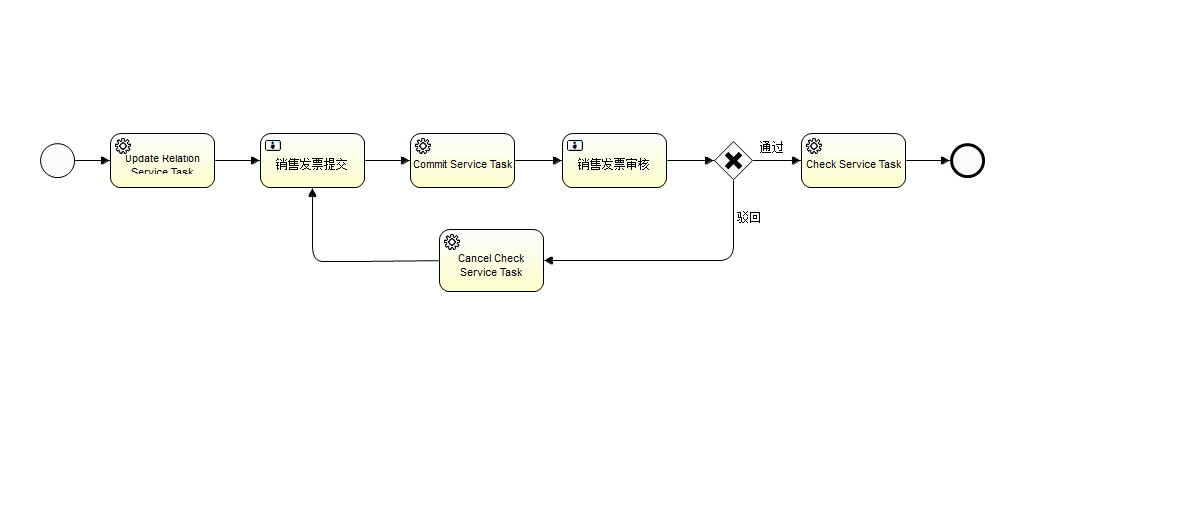 Update Relation
Service Task
销售发票提交
Commit Service Task
销售发票审核
通过
Check Service Task
驳回
Cancel Check
Service Task